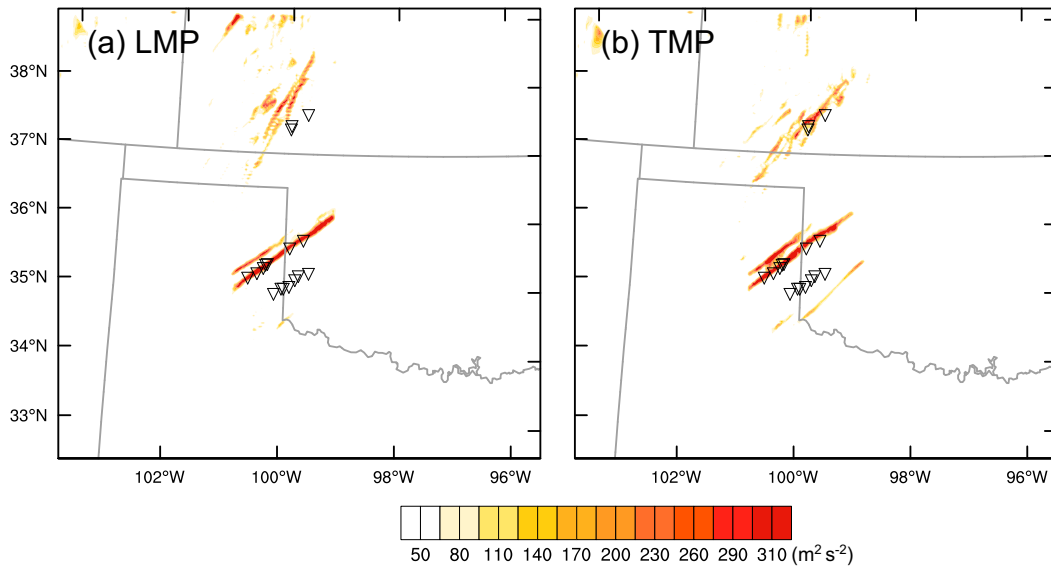 (a) LMP
(b) TMP
38°N
37°N
36°N
35°N
34°N
33°N
102°W 100°W 98°W 96°W
102°W 100°W 98°W 96°W
50 80 110 140 170 200 230 260 290 310 (m² s⁻²)